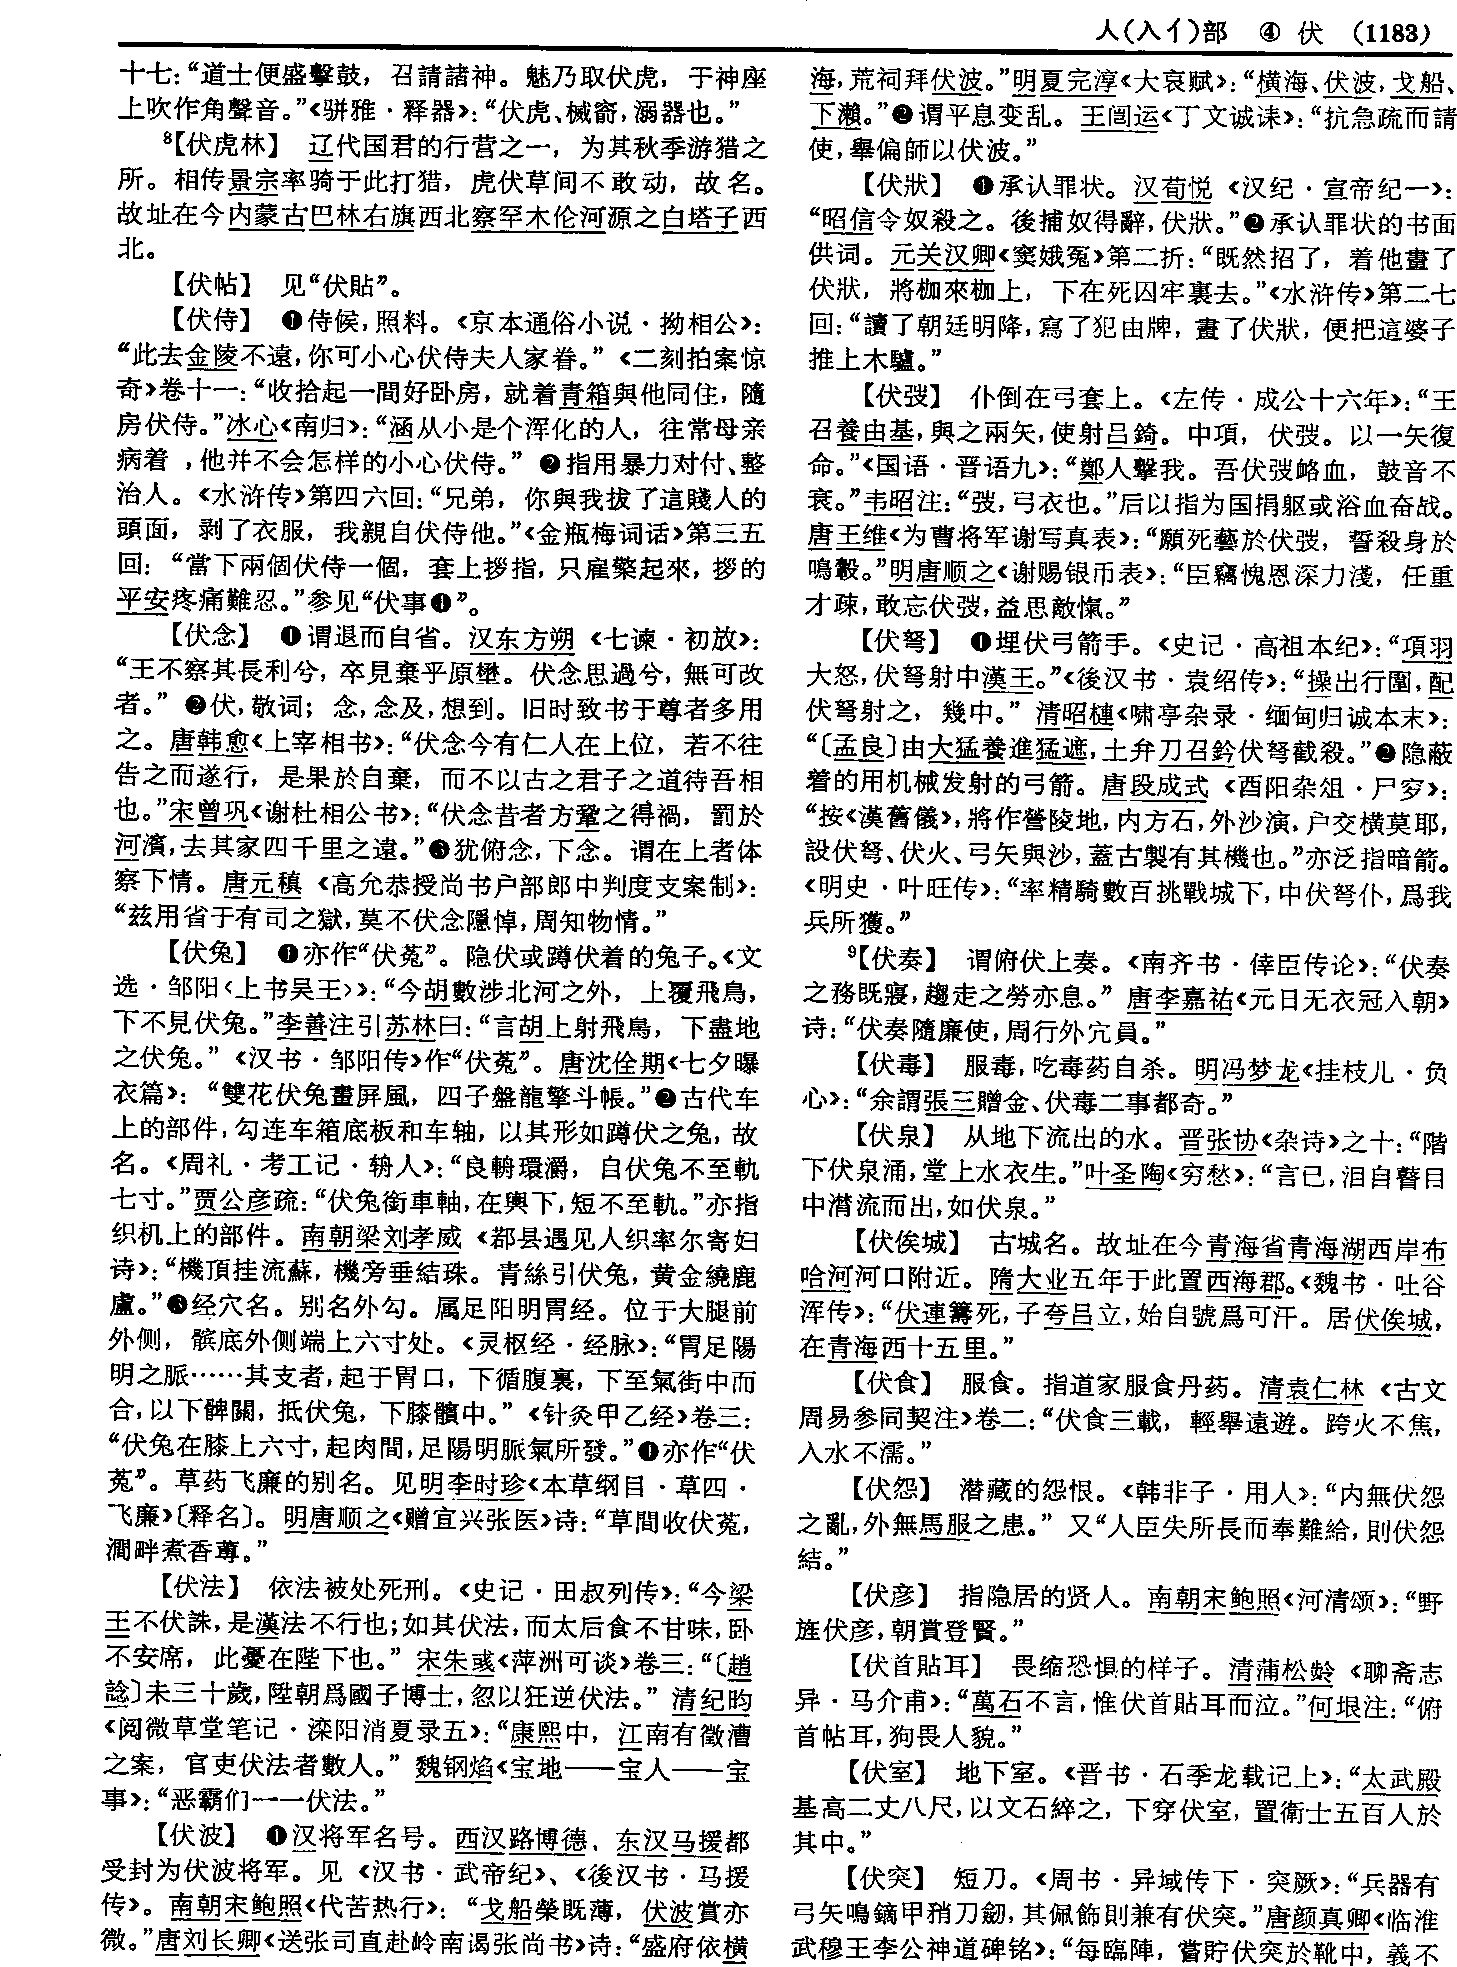 人(入亻)部 ④ 伏 (1183)
十七：“道士便盛擊鼓，召請諸神。魅乃取伏虎，于神座
上吹作角聲音。”《骈雅·释器》：“伏虎、楲窬，溺器也。”
⁸【伏虎林】 辽代国君的行营之一，为其秋季游猎之
所。相传景宗率骑于此打猎，虎伏草间不敢动，故名。
故址在今内蒙古巴林右旗西北察罕木伦河源之白塔子西
北。
【伏帖】 见“伏貼”。
【伏侍】 ❶侍候，照料。《京本通俗小说·拗相公》：
“此去金陵不遠，你可小心伏侍夫人家眷。”《二刻拍案惊
奇》卷十一：“收拾起一間好卧房，就着青箱與他同住，隨
房伏侍。”冰心《南归》：“涵从小是个浑化的人，往常母亲
病着，他并不会怎样的小心伏侍。” ❷指用暴力对付、整
治人。《水浒传》第四六回：“兄弟，你與我拔了這賤人的
頭面，剥了衣服，我親自伏侍他。”《金瓶梅词话》第三五
回：“當下兩個伏侍一個，套上拶指，只雇檠起來，拶的
平安疼痛難忍。”参见“伏事❶”。
【伏念】 ❶谓退而自省。汉东方朔《七谏·初放》：
“王不察其長利兮，卒見棄乎原壄。伏念思過兮，無可改
者。” ❷伏，敬词；念，念及，想到。旧时致书于尊者多用
之。唐韩愈《上宰相书》：“伏念今有仁人在上位，若不往
告之而遂行，是果於自棄，而不以古之君子之道待吾相
也。”宋曾巩《谢杜相公书》：“伏念昔者方鞏之得禍，罰於
河濱，去其家四千里之遠。”❸犹俯念，下念。谓在上者体
察下情。唐元稹《高允恭授尚书户部郎中判度支案制》：
“兹用省于有司之獄，莫不伏念隱悼，周知物情。”
【伏兔】 ❶亦作“伏菟”。隐伏或蹲伏着的兔子。《文
选·邹阳〈上书吴王〉》：“今胡數涉北河之外，上覆飛鳥，
下不見伏兔。”李善注引苏林曰：“言胡上射飛鳥，下盡地
之伏兔。”《汉书·邹阳传》作“伏菟”。唐沈佺期《七夕曝
衣篇》：“雙花伏兔畫屏風，四子盤龍擎斗帳。”❷古代车
上的部件，勾连车箱底板和车轴，以其形如蹲伏之兔，故
名。《周礼·考工记·辀人》：“良輈環灂，自伏兔不至軌
七寸。”贾公彦疏：“伏兔銜車軸，在輿下，短不至軌。”亦指
织机上的部件。南朝梁刘孝威《郡县遇见人织率尔寄妇
诗》：“機頂挂流蘇，機旁垂結珠。青絲引伏兔，黄金繞鹿
盧。”❸经穴名。别名外勾。属足阳明胃经。位于大腿前
外侧，髌底外侧端上六寸处。《灵枢经·经脉》：“胃足陽
明之脈……其支者，起于胃口，下循腹裏，下至氣街中而
合，以下髀關，抵伏兔，下膝髕中。”《针灸甲乙经》卷三：
“伏兔在膝上六寸，起肉間，足陽明脈氣所發。”❹亦作“伏
菟”。草药飞廉的别名。见明李时珍《本草纲目·草四·
飞廉》〔释名〕。明唐顺之《赠宜兴张医》诗：“草間收伏菟，
澗畔煮香蓴。”
【伏法】 依法被处死刑。《史记·田叔列传》：“今梁
王不伏誅，是漢法不行也；如其伏法，而太后食不甘味，卧
不安席，此憂在陛下也。”宋朱彧《萍洲可谈》卷三：“〔趙
諗〕未三十歲，陞朝爲國子博士，忽以狂逆伏法。”清纪昀
《阅微草堂笔记·滦阳消夏录五》：“康熙中，江南有徵漕
之案，官吏伏法者數人。”魏钢焰《宝地——宝人——宝
事》：“恶霸们一一伏法。”
【伏波】 ❶汉将军名号。西汉路博德、东汉马援都
受封为伏波将军。见《汉书·武帝纪》、《後汉书·马援
传》。南朝宋鲍照《代苦热行》：“戈船榮既薄，伏波賞亦
微。”唐刘长卿《送张司直赴岭南谒张尚书》诗：“盛府依横
海，荒祠拜伏波。”明夏完淳《大哀赋》：“横海、伏波，戈船、
下瀨。”❷谓平息变乱。王闿运《丁文诚诔》：“抗急疏而請
使，舉偏師以伏波。”
【伏狀】 ❶承认罪状。汉荀悦《汉纪·宣帝纪一》：
“昭信令奴殺之。後捕奴得辭，伏狀。”❷承认罪状的书面
供词。元关汉卿《窦娥冤》第二折：“既然招了，着他畫了
伏狀，將枷來枷上，下在死囚牢裏去。”《水浒传》第二七
回：“讀了朝廷明降，寫了犯由牌，畫了伏狀，便把這婆子
推上木驢。”
【伏弢】 仆倒在弓套上。《左传·成公十六年》：“王
召養由基，與之兩矢，使射吕錡。中項，伏弢。以一矢復
命。”《国语·晋语九》：“鄭人擊我。吾伏弢衉血，鼓音不
衰。”韦昭注：“弢，弓衣也。”后以指为国捐躯或浴血奋战。
唐王维《为曹将军谢写真表》：“願死藝於伏弢，誓殺身於
鳴轂。”明唐顺之《谢赐银币表》：“臣竊愧恩深力淺，任重
才疎，敢忘伏弢，益思敵愾。”
【伏弩】 ❶埋伏弓箭手。《史记·高祖本纪》：“項羽
大怒，伏弩射中漢王。”《後汉书·袁绍传》：“操出行圍，配
伏弩射之，幾中。”清昭槤《啸亭杂录·缅甸归诚本末》：
“〔孟良〕由大猛養進猛遮，土弁刀召鈴伏弩截殺。”❷隐蔽
着的用机械发射的弓箭。唐段成式《酉阳杂俎·尸穸》：
“按《漢舊儀》，將作營陵地，内方石，外沙演，户交横莫耶，
設伏弩、伏火、弓矢與沙，蓋古製有其機也。”亦泛指暗箭。
《明史·叶旺传》：“率精騎數百挑戰城下，中伏弩仆，爲我
兵所獲。”
⁹【伏奏】 谓俯伏上奏。《南齐书·倖臣传论》：“伏奏
之務既寢，趨走之勞亦息。”唐李嘉祐《元日无衣冠入朝》
诗：“伏奏隨廉使，周行外宂員。”
【伏毒】 服毒，吃毒药自杀。明冯梦龙《挂枝儿·负
心》：“余謂張三贈金、伏毒二事都奇。”
【伏泉】 从地下流出的水。晋张协《杂诗》之十：“階
下伏泉涌，堂上水衣生。”叶圣陶《穷愁》：“言已，泪自瞽目
中潸流而出，如伏泉。”
【伏俟城】 古城名。故址在今青海省青海湖西岸布
哈河河口附近。隋大业五年于此置西海郡。《魏书·吐谷
浑传》：“伏連籌死，子夸吕立，始自號爲可汗。居伏俟城，
在青海西十五里。”
【伏食】 服食。指道家服食丹药。清袁仁林《古文
周易参同契注》卷二：“伏食三載，輕舉遠遊。跨火不焦，
入水不濡。”
【伏怨】 潜藏的怨恨。《韩非子·用人》：“内無伏怨
之亂，外無馬服之患。”又“人臣失所長而奉難給，則伏怨
結。”
【伏彦】 指隐居的贤人。南朝宋鲍照《河清颂》：“野
旌伏彦，朝賞登賢。”
【伏首貼耳】 畏缩恐惧的样子。清蒲松龄《聊斋志
异·马介甫》：“萬石不言，惟伏首貼耳而泣。”何垠注：“俯
首帖耳，狗畏人貌。”
【伏室】 地下室。《晋书·石季龙载记上》：“太武殿
基高二丈八尺，以文石綷之，下穿伏室，置衛士五百人於
其中。”
【伏突】 短刀。《周书·异域传下·突厥》：“兵器有
弓矢鳴鏑甲矟刀劒，其佩飾則兼有伏突。”唐颜真卿《临淮
武穆王李公神道碑铭》：“每臨陣，嘗貯伏突於靴中，義不